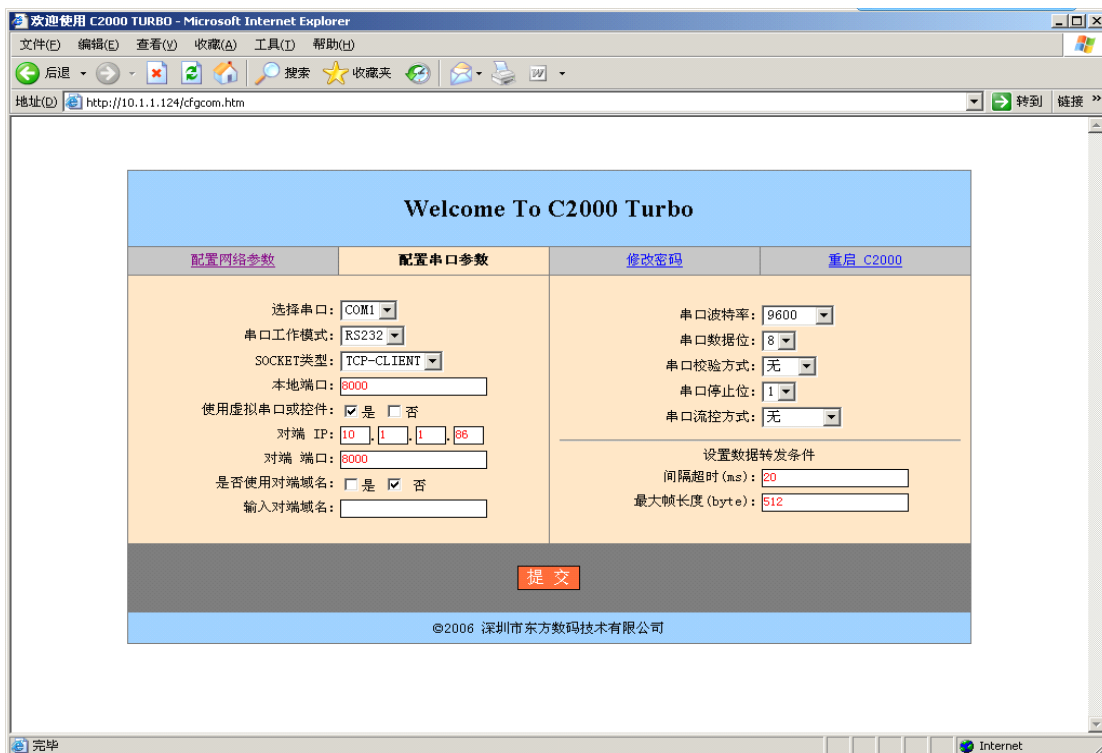 欢迎使用 C2000 TURBO - Microsoft Internet Explorer
文件(F) 编辑(E) 查看(V) 收藏(A) 工具(T) 帮助(H)
后退 搜索 收藏夹
地址(D) http://10.1.1.124/cfgcom.htm 转到 链接 »
Welcome To C2000 Turbo
配置网络参数 配置串口参数 修改密码 重启 C2000
选择串口: COM1
串口工作模式: RS232
SOCKET类型: TCP-CLIENT
本地端口: 8000
使用虚拟串口或控件: 是 否
对端 IP: 10 . 1 . 1 . 86
对端 端口: 8000
是否使用对端域名: 是 否
输入对端域名:
串口波特率: 9600
串口数据位: 8
串口校验方式: 无
串口停止位: 1
串口流控方式: 无
设置数据转发条件
间隔超时(ms): 20
最大帧长度(byte): 512
提 交
©2006 深圳市东方数码技术有限公司
完毕 Internet